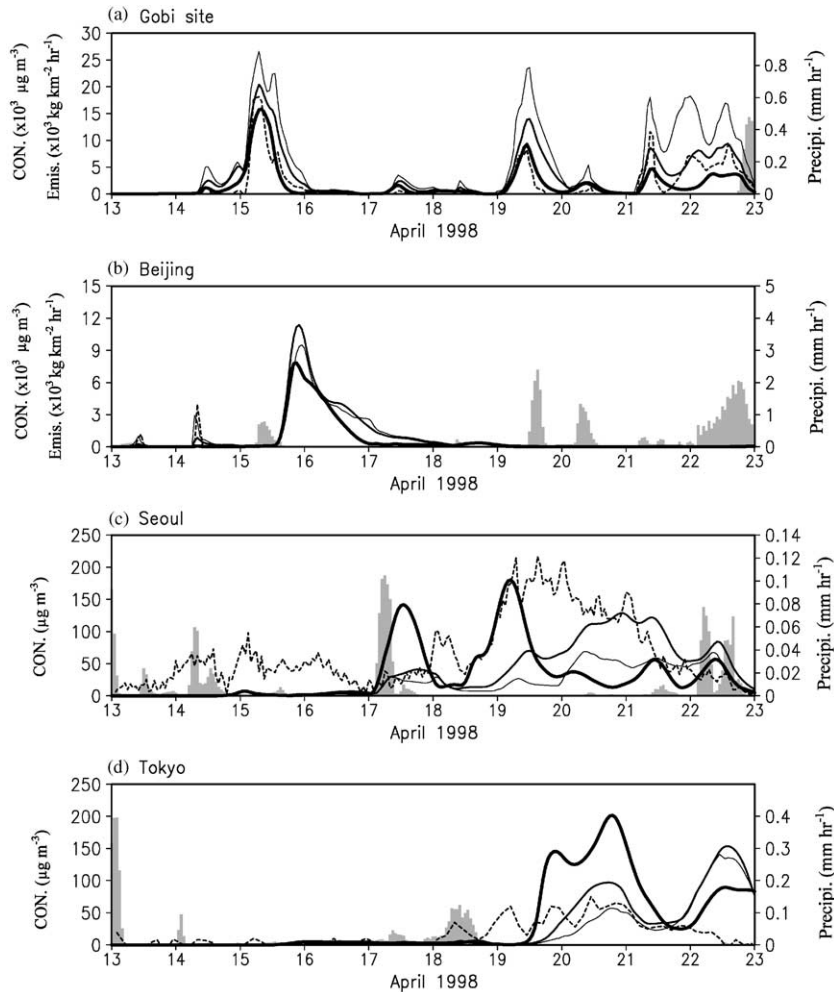 (a) Gobi site
CON. (x10³ μg m⁻³)
Emis. (x10³ kg km⁻² hr⁻¹)
30
25
20
15
10
5
0
0.8
0.6
0.4
0.2
0
Precipi. (mm hr⁻¹)
13 14 15 16 17 18 19 20 21 22 23
April 1998
(b) Beijing
CON. (x10³ μg m⁻³)
Emis. (x10³ kg km⁻² hr⁻¹)
15
12
9
6
3
0
5
4
3
2
1
0
Precipi. (mm hr⁻¹)
13 14 15 16 17 18 19 20 21 22 23
April 1998
(c) Seoul
CON. (μg m⁻³)
250
200
150
100
50
0
0.14
0.12
0.1
0.08
0.06
0.04
0.02
0
Precipi. (mm hr⁻¹)
13 14 15 16 17 18 19 20 21 22 23
April 1998
(d) Tokyo
CON. (μg m⁻³)
250
200
150
100
50
0
0.4
0.3
0.2
0.1
0
Precipi. (mm hr⁻¹)
13 14 15 16 17 18 19 20 21 22 23
April 1998